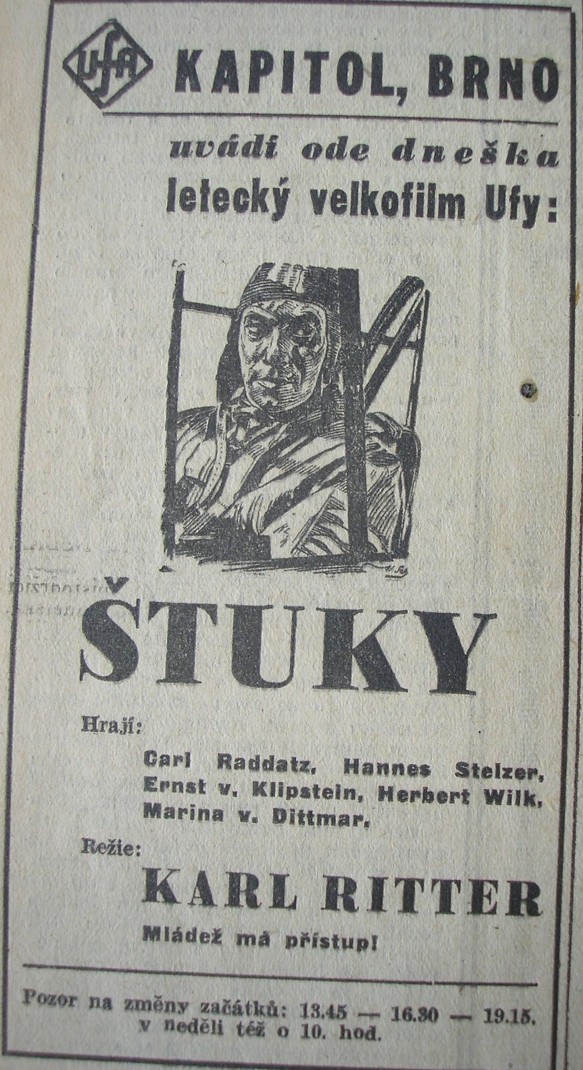 Ufa
KAPITOL, BRNO
uvádí ode dneška
letecký velkofilm Ufy:
ŠTUKY
Hrají:
Carl Raddatz, Hannes Stelzer,
Ernst v. Klipstein, Herbert Wilk,
Marina v. Dittmar.
Režie:
KARL RITTER
Mládež má přístup!
Pozor na změny začátků: 13.45 — 16.30 — 19.15.
v neděli též o 10. hod.